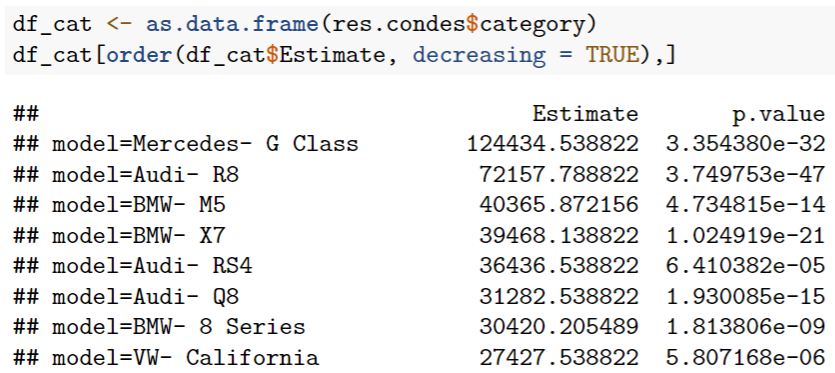 df_cat <- as.data.frame(res.condes$category)
df_cat[order(df_cat$Estimate, decreasing = TRUE),]
## Estimate p.value
## model=Mercedes- G Class 124434.538822 3.354380e-32
## model=Audi- R8 72157.788822 3.749753e-47
## model=BMW- M5 40365.872156 4.734815e-14
## model=BMW- X7 39468.138822 1.024919e-21
## model=Audi- RS4 36436.538822 6.410382e-05
## model=Audi- Q8 31282.538822 1.930085e-15
## model=BMW- 8 Series 30420.205489 1.813806e-09
## model=VW- California 27427.538822 5.807168e-06